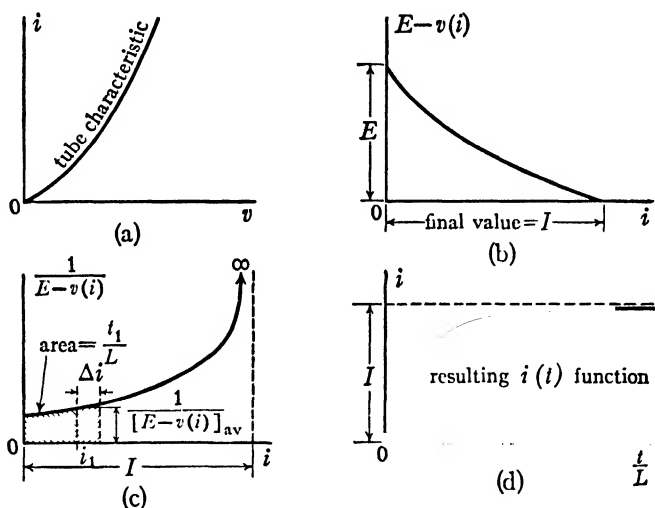 i
tube characteristic
0
v
(a)
E−v(i)
E
0
final value = I
i
(b)
1
E−v(i)
∞
area = t₁
L
Δi
1
[E−v(i)]av
0
i₁
I
i
(c)
i
I
resulting i(t) function
0
t
L
(d)